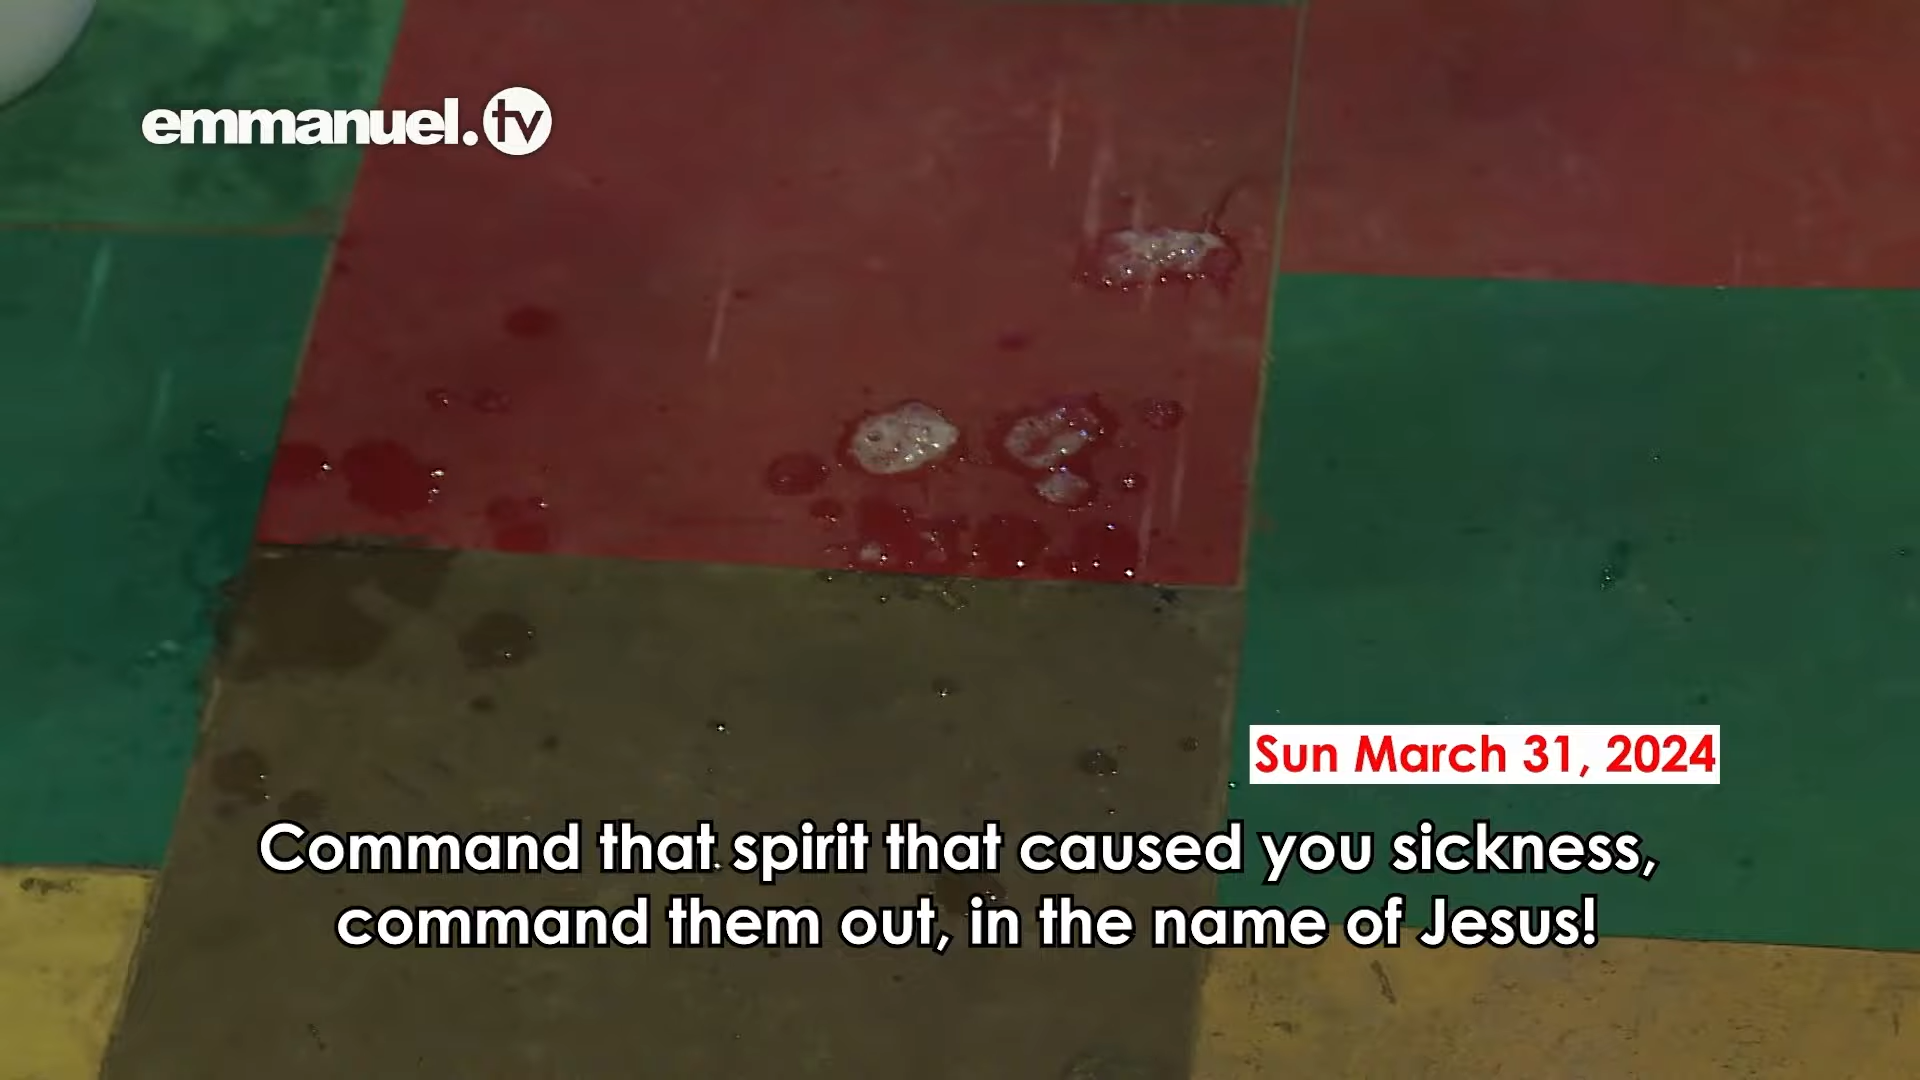 emmanuel.tv
Sun March 31, 2024
Command that spirit that caused you sickness,
command them out, in the name of Jesus!